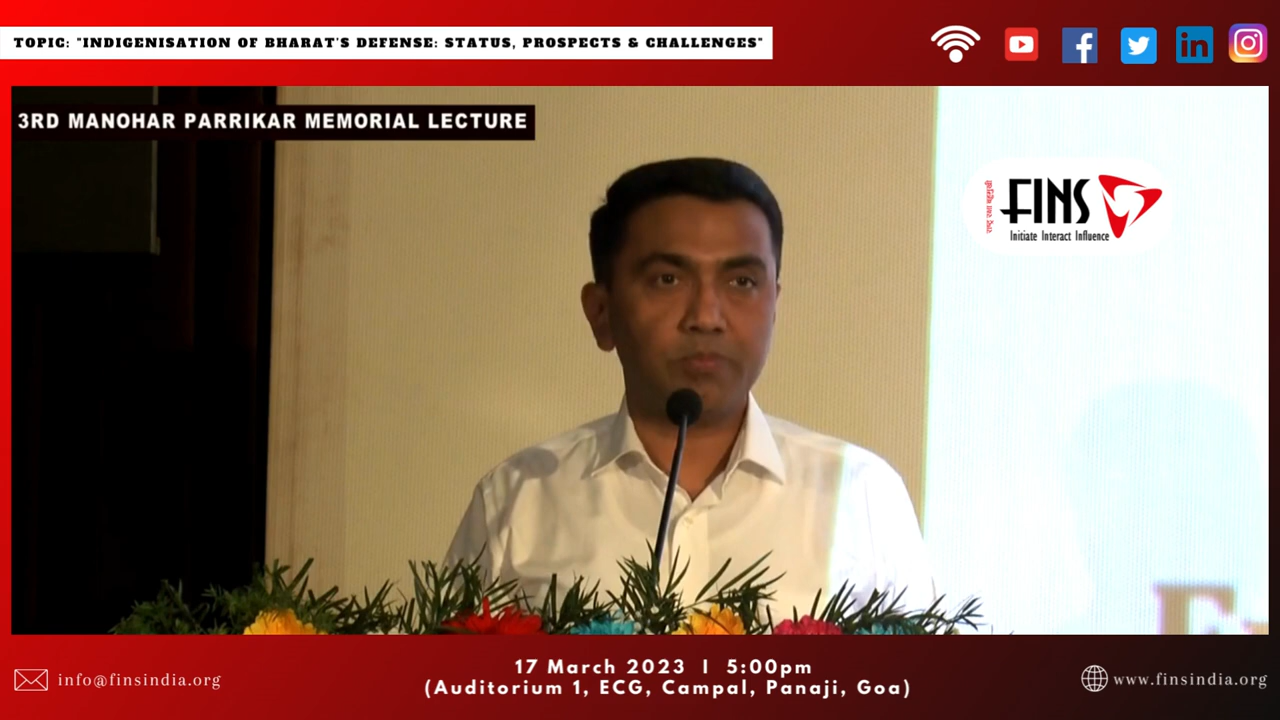 TOPIC: "INDIGENISATION OF BHARAT'S DEFENSE: STATUS, PROSPECTS & CHALLENGES"
3RD MANOHAR PARRIKAR MEMORIAL LECTURE
FINS
Initiate Interact Influence
17 March 2023 | 5:00pm
(Auditorium 1, ECG, Campal, Panaji, Goa)
info@finsindia.org
www.finsindia.org